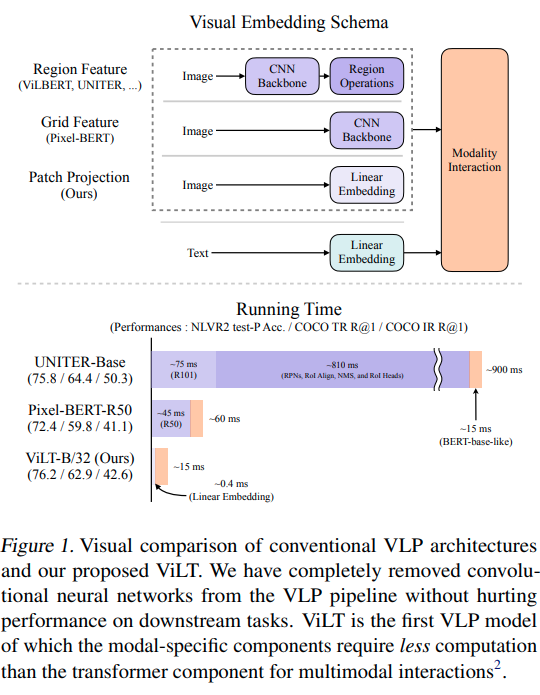 Visual Embedding Schema
Region Feature
(ViLBERT, UNITER, ...)
Image
CNN
Backbone
Region
Operations
Grid Feature
(Pixel-BERT)
Image
CNN
Backbone
Patch Projection
(Ours)
Image
Linear
Embedding
Modality
Interaction
Text
Linear
Embedding
Running Time
(Performances : NLVR2 test-P Acc. / COCO TR R@1 / COCO IR R@1)
UNITER-Base
(75.8 / 64.4 / 50.3)
~75 ms
(R101)
~810 ms
(RPNs, RoI Align, NMS, and RoI Heads)
~900 ms
~15 ms
(BERT-base-like)
Pixel-BERT-R50
(72.4 / 59.8 / 41.1)
~45 ms
(R50)
~60 ms
ViLT-B/32 (Ours)
(76.2 / 62.9 / 42.6)
~15 ms
~0.4 ms
(Linear Embedding)
Figure 1. Visual comparison of conventional VLP architectures
and our proposed ViLT. We have completely removed convolu-
tional neural networks from the VLP pipeline without hurting
performance on downstream tasks. ViLT is the first VLP model
of which the modal-specific components require less computation
than the transformer component for multimodal interactions2.